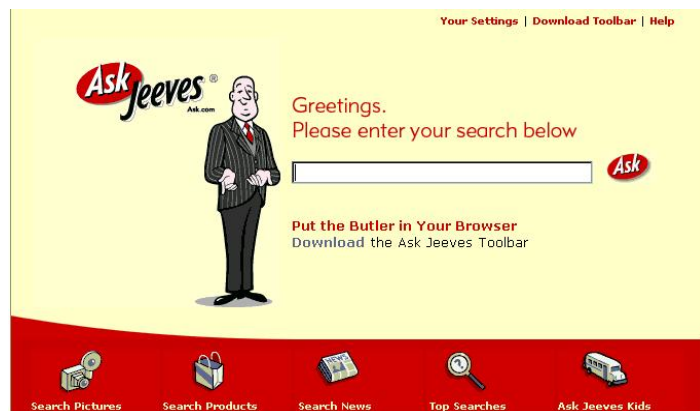 Your Settings | Download Toolbar | Help
Ask Jeeves®
Ask.com
Greetings.
Please enter your search below
Ask
Put the Butler in Your Browser
Download the Ask Jeeves Toolbar
NEWS
Search Pictures Search Products Search News Top Searches Ask Jeeves Kids